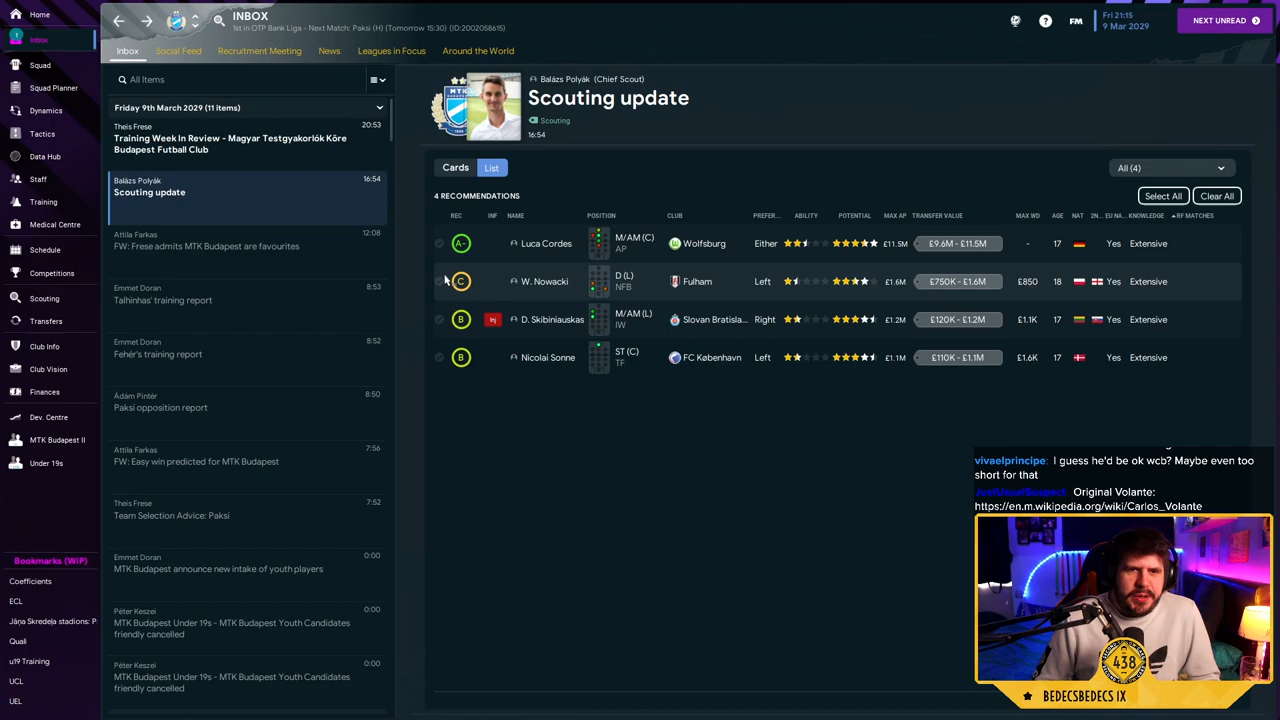 Home
INBOX
1st in OTP Bank Liga - Next Match: Paksi (H) (Tomorrow 15:30) (ID:2002058615)
FM
Fri 21:15
9 Mar 2029
NEXT UNREAD
1
Inbox
Inbox
Social Feed
Recruitment Meeting
News
Leagues in Focus
Around the World
Squad
Squad Planner
Dynamics
Tactics
Data Hub
Staff
Training
Medical Centre
Schedule
Competitions
Scouting
Transfers
Club Info
Club Vision
Finances
Dev. Centre
MTK Budapest II
Under 19s
Bookmarks (WiP)
Coefficients
ECL
Jāņa Skredeļa stadions: P
Quali
u19 Training
UCL
UEL
All Items
Friday 9th March 2029 (11 items)
Theis Frese
20:53
Training Week In Review - Magyar Testgyakorlók Köre
Budapest Futball Club
Balázs Polyák
16:54
Scouting update
Attila Farkas
12:08
FW: Frese admits MTK Budapest are favourites
Emmet Doran
8:53
Talhinhas' training report
Emmet Doran
8:52
Fehér's training report
Ádám Pintér
8:50
Paksi opposition report
Attila Farkas
7:56
FW: Easy win predicted for MTK Budapest
Theis Frese
7:52
Team Selection Advice: Paksi
Emmet Doran
0:00
MTK Budapest announce new intake of youth players
Péter Keszei
0:00
MTK Budapest Under 19s - MTK Budapest Youth Candidates
friendly cancelled
Péter Keszei
0:00
MTK Budapest Under 19s - MTK Budapest Youth Candidates
friendly cancelled
MTK
Balázs Polyák (Chief Scout)
Scouting update
Scouting
16:54
Cards
List
All (4)
4 RECOMMENDATIONS
Select All
Clear All
REC INF NAME POSITION CLUB PREFER... ABILITY POTENTIAL MAX AP TRANSFER VALUE MAX WD AGE NAT 2N... EU NA... KNOWLEDGE RF MATCHES
A- Luca Cordes M/AM (C) AP Wolfsburg Either £11.5M £9.6M - £11.5M - 17 Yes Extensive
C W. Nowacki D (L) NFB Fulham Left £1.6M £750K - £1.6M £850 18 Yes Extensive
B Inj D. Skibiniauskas M/AM (L) IW Slovan Bratisla... Right £1.2M £120K - £1.2M £1.1K 17 Yes Extensive
B Nicolai Sonne ST (C) TF FC København Left £1.1M £110K - £1.1M £1.6K 17 Yes Extensive
vivaelprincipe: I guess he'd be ok wcb? Maybe even too
short for that
JustUsuelSuspect: Original Volante:
https://en.m.wikipedia.org/wiki/Carlos_Volante
438
BEDECSBEDECS IX